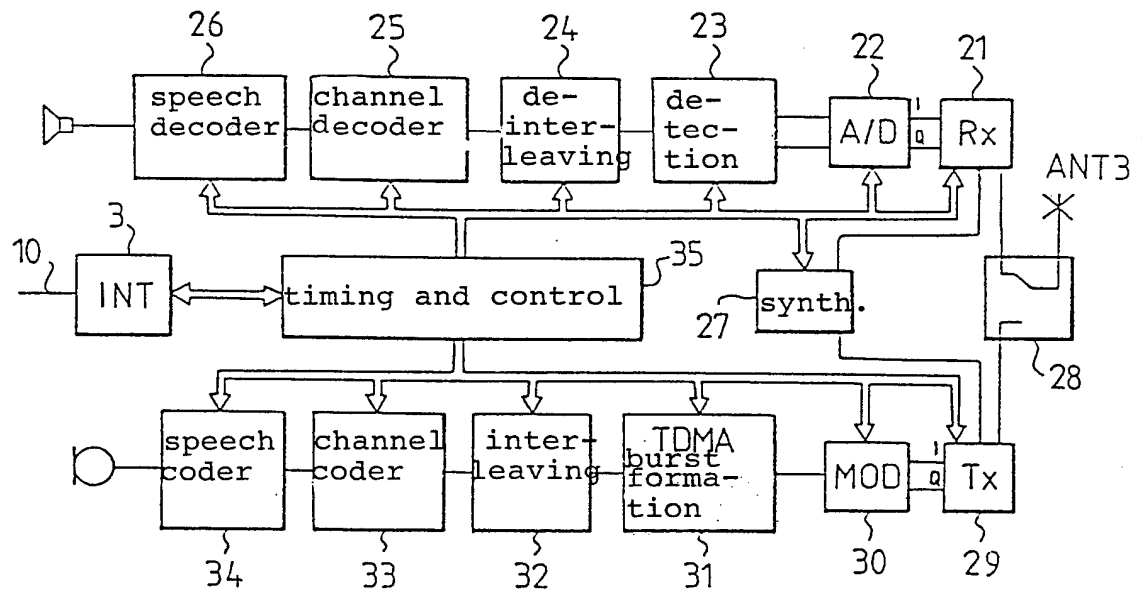 26
25
24
23
22
21
speech
decoder
channel
decoder
de-
inter-
leaving
de-
tec-
tion
A/D
I
Q
Rx
ANT3
3
10
INT
timing and control
35
27
synth.
28
speech
coder
channel
coder
inter-
leaving
TDMA
burst
forma-
tion
MOD
I
Q
Tx
34
33
32
31
30
29